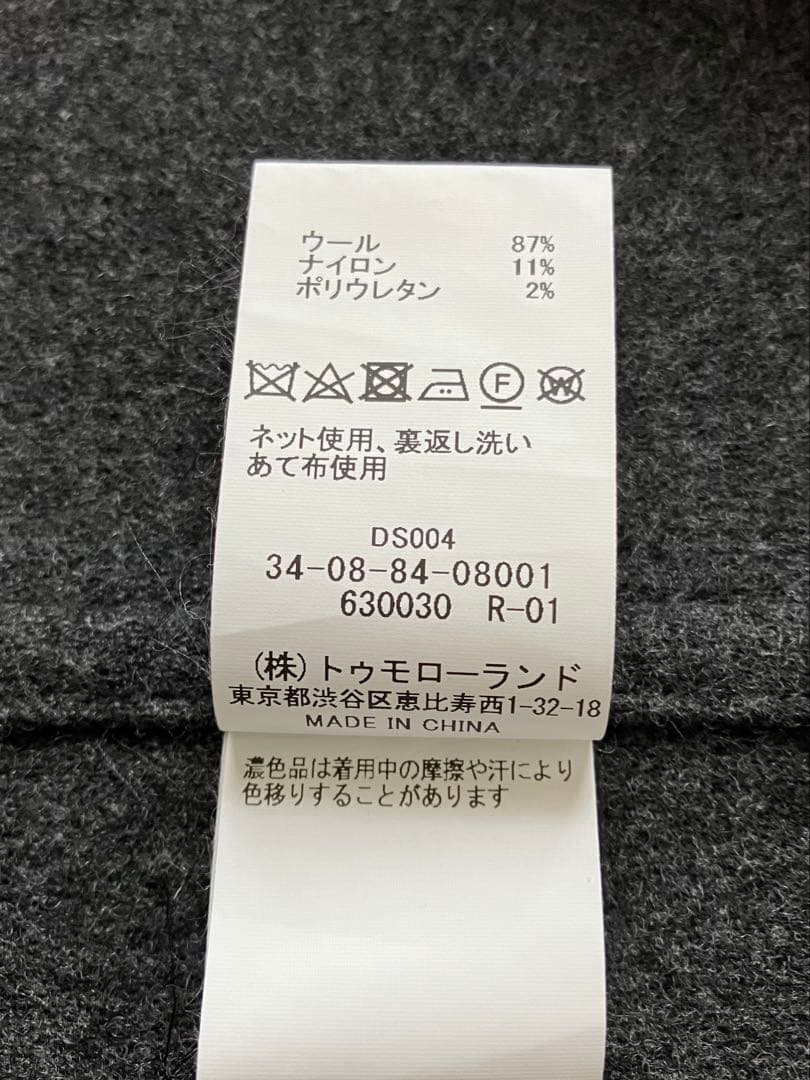 ウール 87%
ナイロン 11%
ポリウレタン 2%
F W
ネット使用、裏返し洗い
あて布使用
DS004
34-08-84-08001
630030 R-01
(株)トゥモローランド
東京都渋谷区恵比寿西1-32-18
MADE IN CHINA
濃色品は着用中の摩擦や汗により
色移りすることがあります